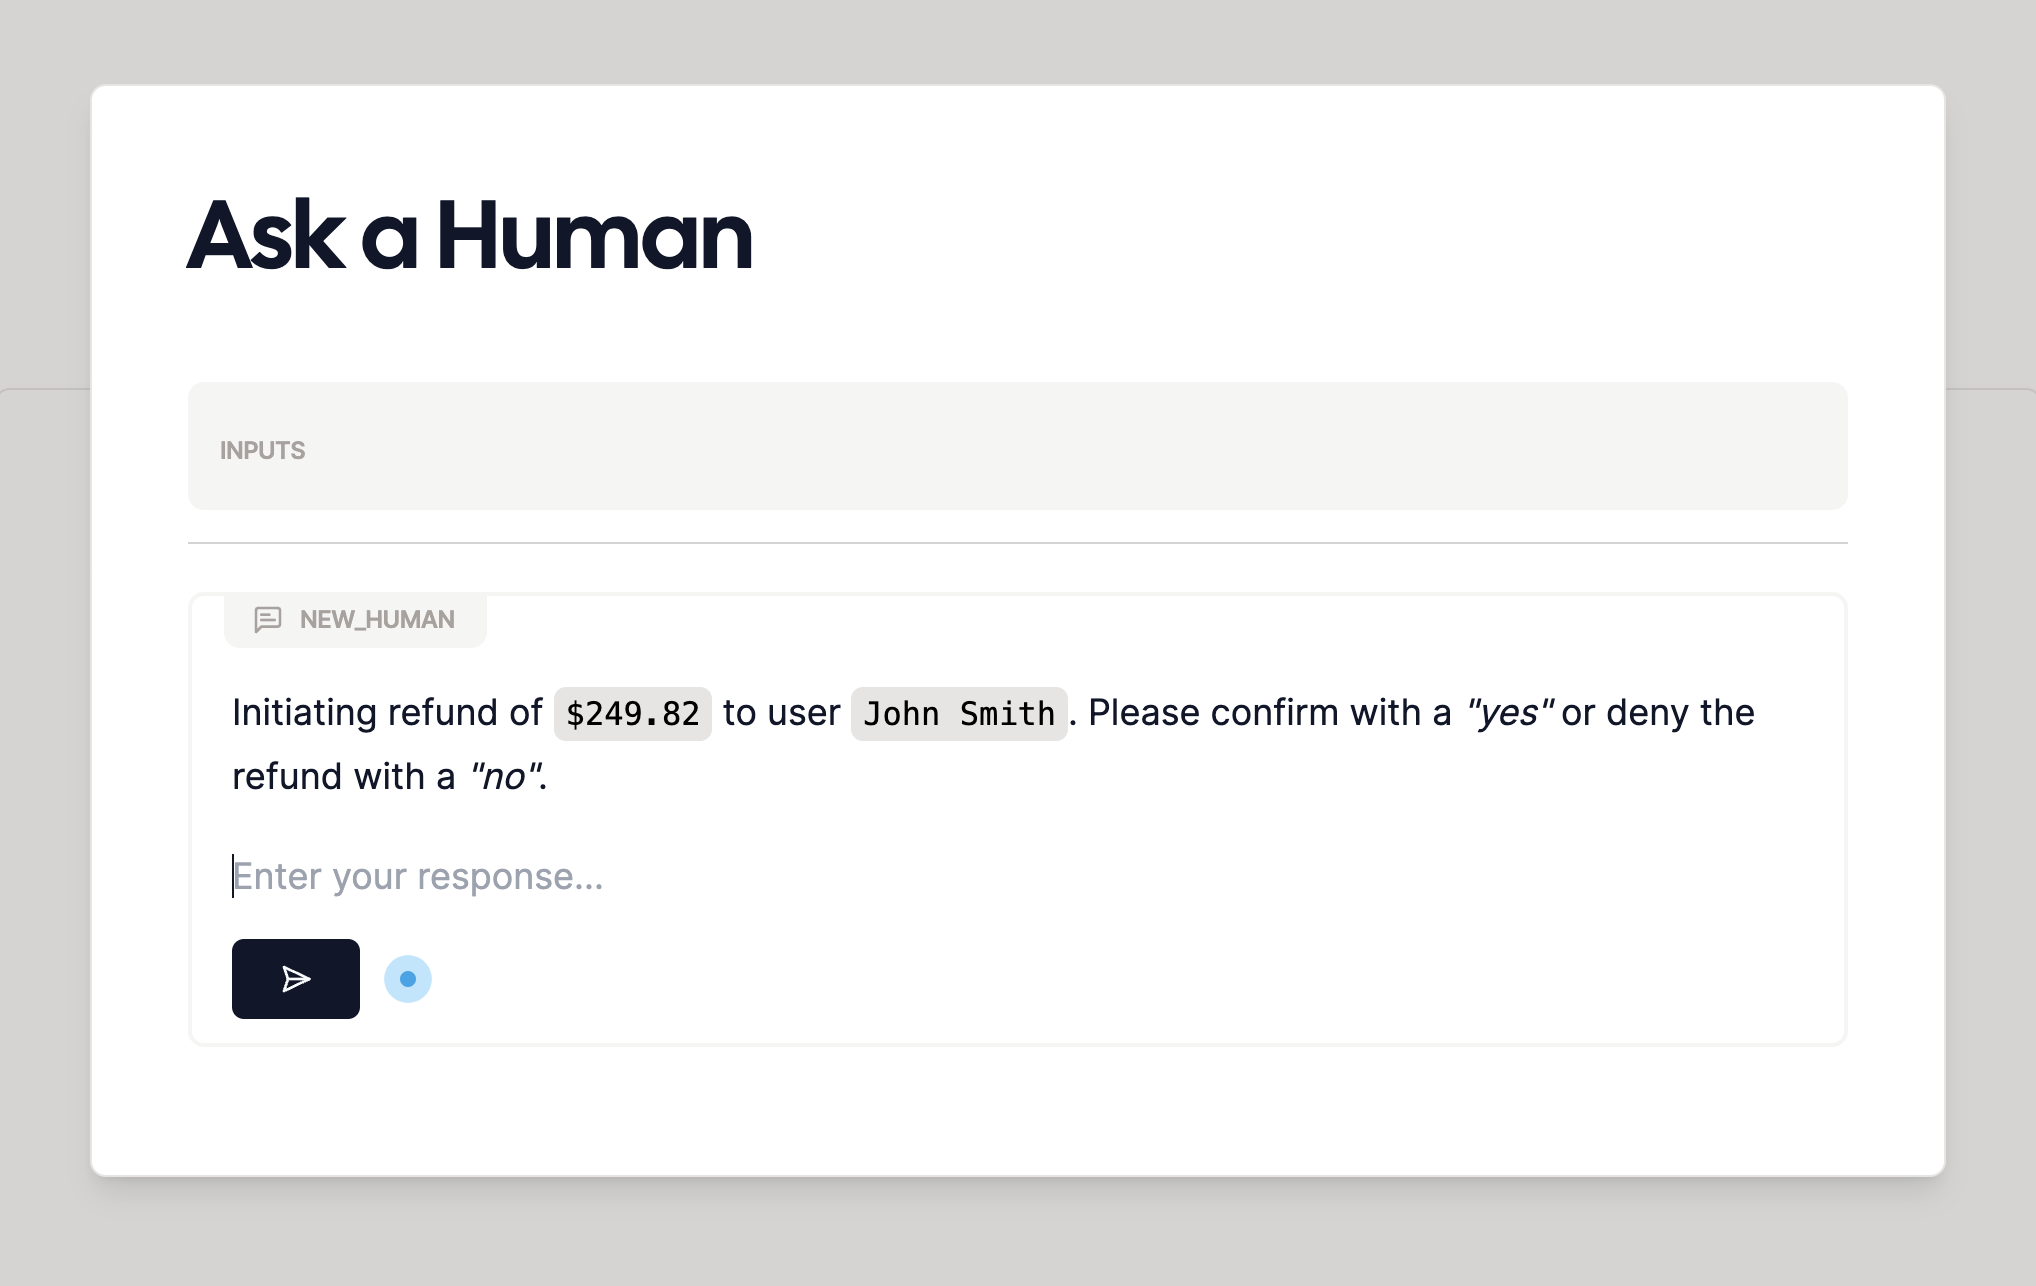 Ask a Human
INPUTS
NEW_HUMAN
Initiating refund of $249.82 to user John Smith. Please confirm with a "yes" or deny the
refund with a "no".
Enter your response...